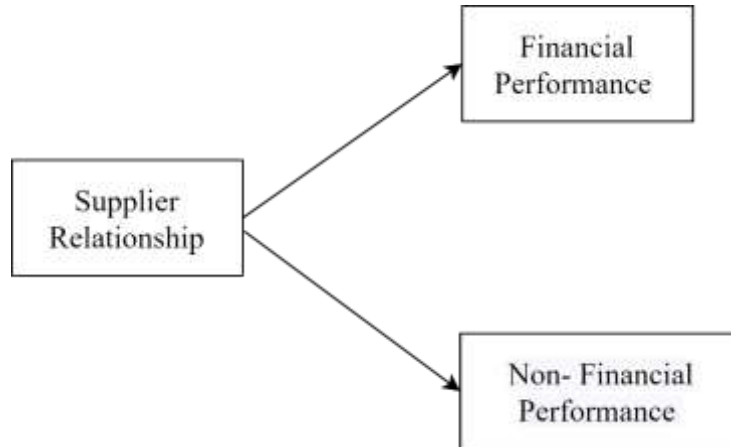 Financial
Performance
Supplier
Relationship
Non- Financial
Performance